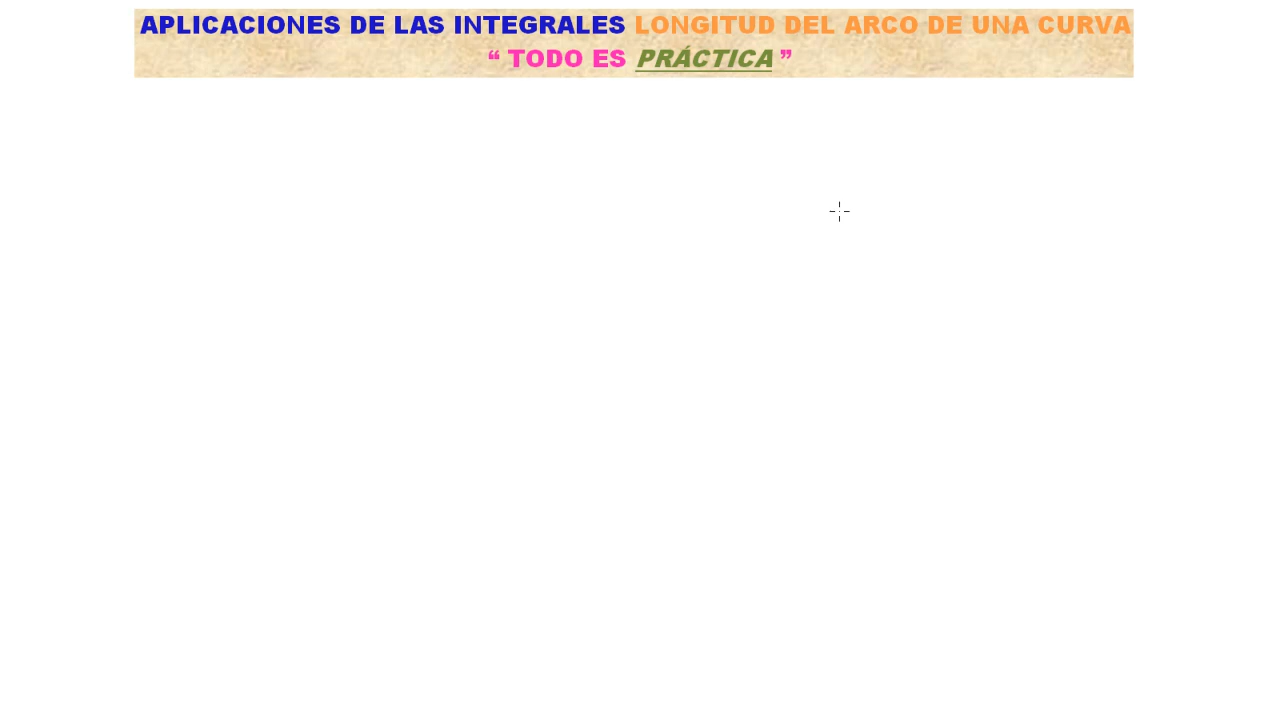 APLICACIONES DE LAS INTEGRALES LONGITUD DEL ARCO DE UNA CURVA
“ TODO ES PRÁCTICA ”